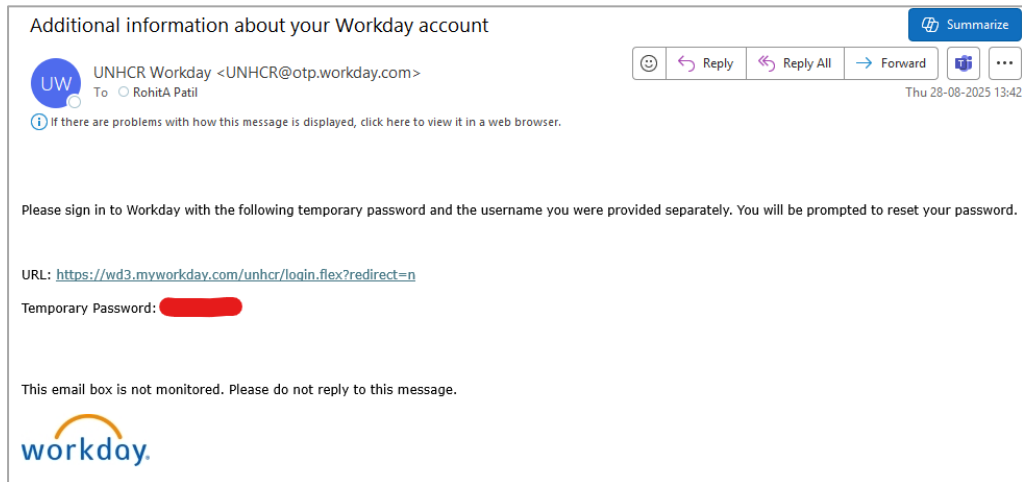 Additional information about your Workday account
Summarize
UW
UNHCR Workday <UNHCR@otp.workday.com>
To RohitA Patil
Reply
Reply All
Forward
Thu 28-08-2025 13:42
If there are problems with how this message is displayed, click here to view it in a web browser.
Please sign in to Workday with the following temporary password and the username you were provided separately. You will be prompted to reset your password.
URL: https://wd3.myworkday.com/unhcr/login.flex?redirect=n
Temporary Password:
This email box is not monitored. Please do not reply to this message.
workday.